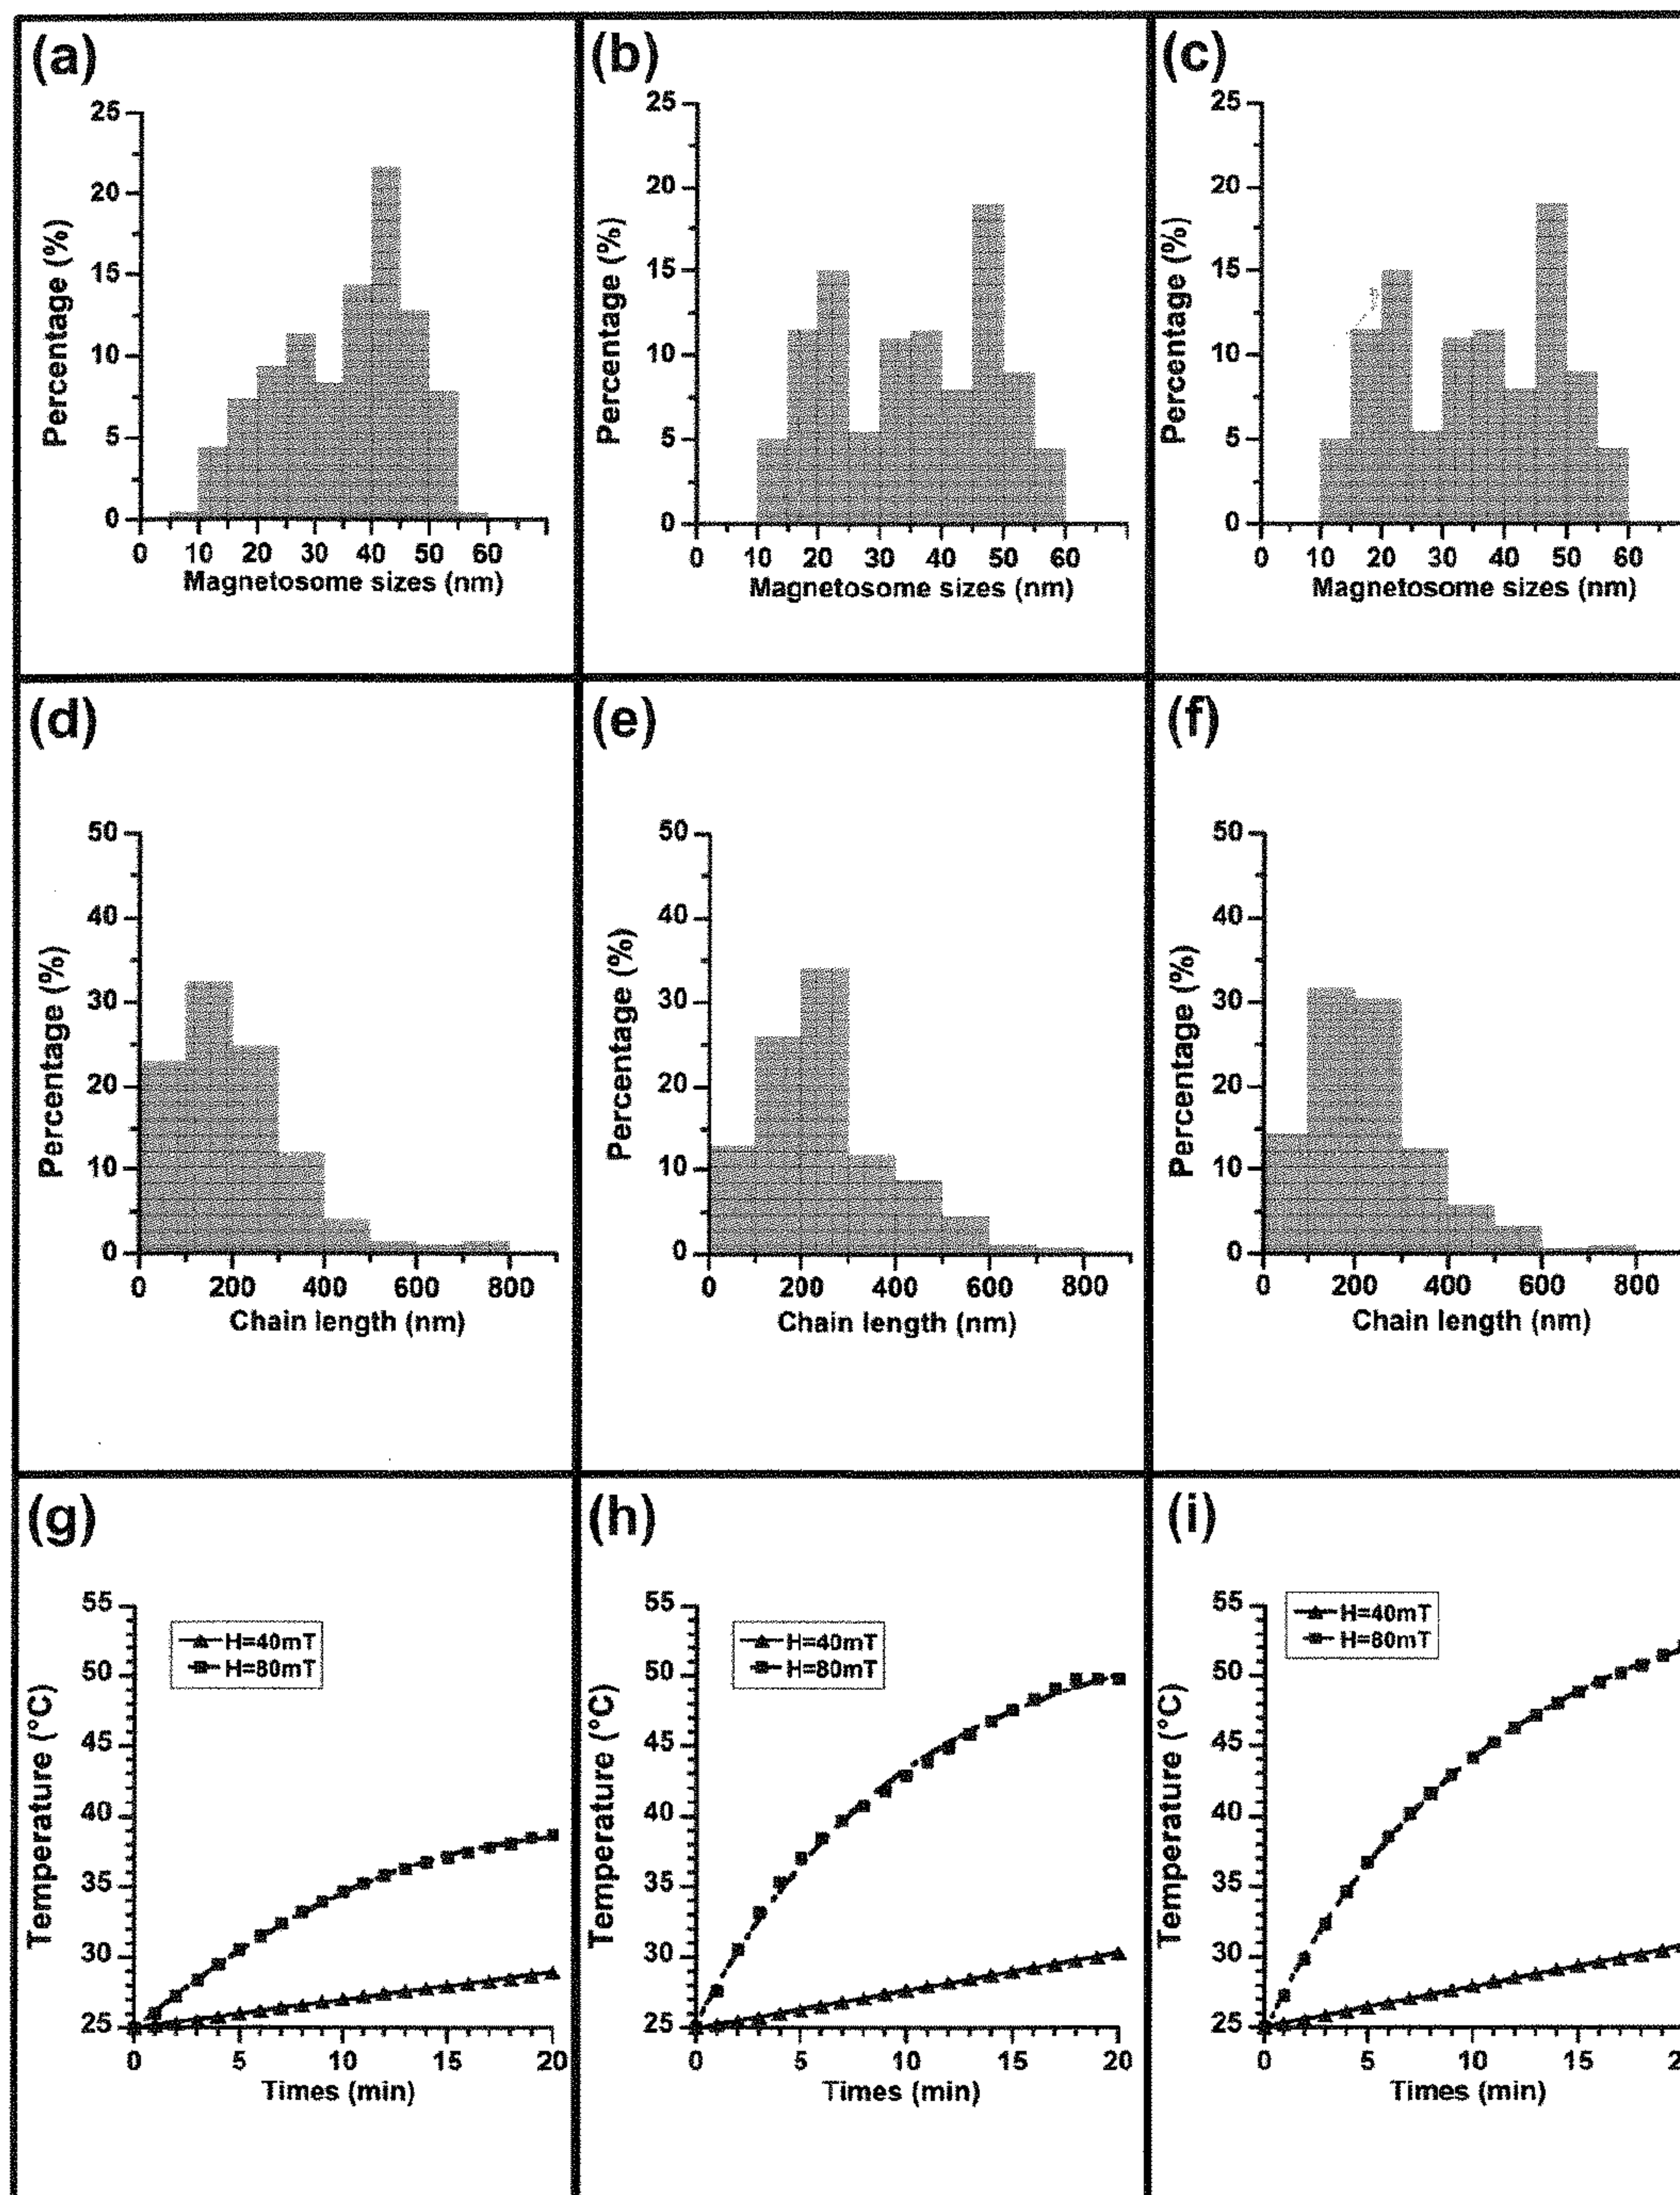 (a)
(b)
(c)
25
20
15
10
5
0
Percentage (%)
0 10 20 30 40 50 60
Magnetosome sizes (nm)
25
20
15
10
5
0
Percentage (%)
0 10 20 30 40 50 60
Magnetosome sizes (nm)
25
20
15
10
5
0
Percentage (%)
0 10 20 30 40 50 60
Magnetosome sizes (nm)
(d)
(e)
(f)
50
40
30
20
10
0
Percentage (%)
0 200 400 600 800
Chain length (nm)
50
40
30
20
10
0
Percentage (%)
0 200 400 600 800
Chain length (nm)
50
40
30
20
10
0
Percentage (%)
0 200 400 600 800
Chain length (nm)
(g)
(h)
(i)
55
50
45
40
35
30
25
Temperature (°C)
H=40mT
H=80mT
0 5 10 15 20
Times (min)
55
50
45
40
35
30
25
Temperature (°C)
H=40mT
H=80mT
0 5 10 15 20
Times (min)
55
50
45
40
35
30
25
Temperature (°C)
H=40mT
H=80mT
0 5 10 15
Times (min)